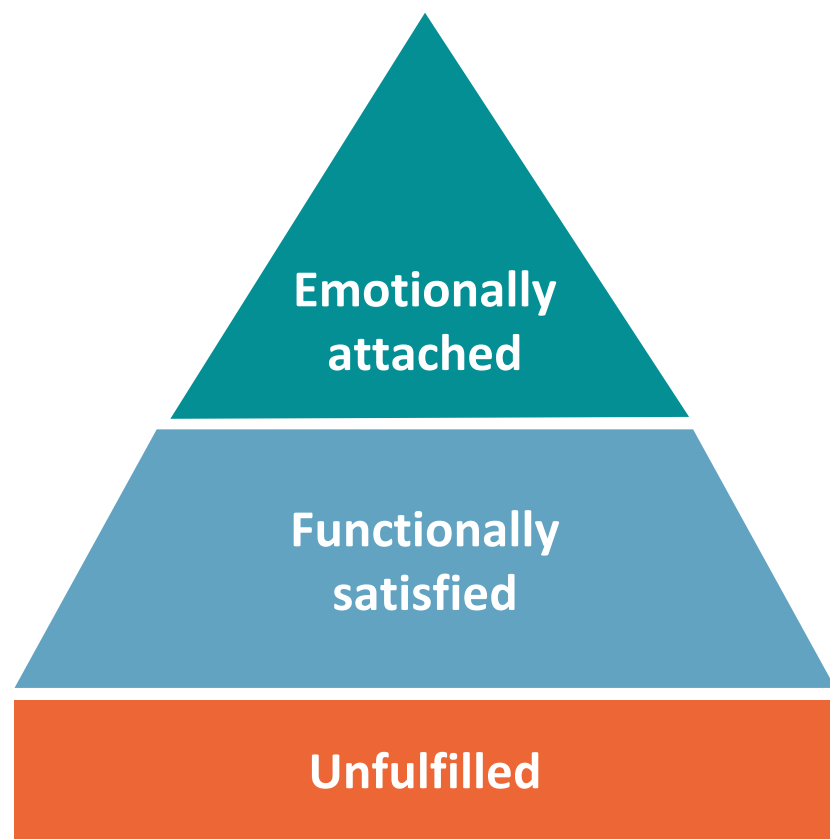 Emotionally
attached
Functionally
satisfied
Unfulfilled